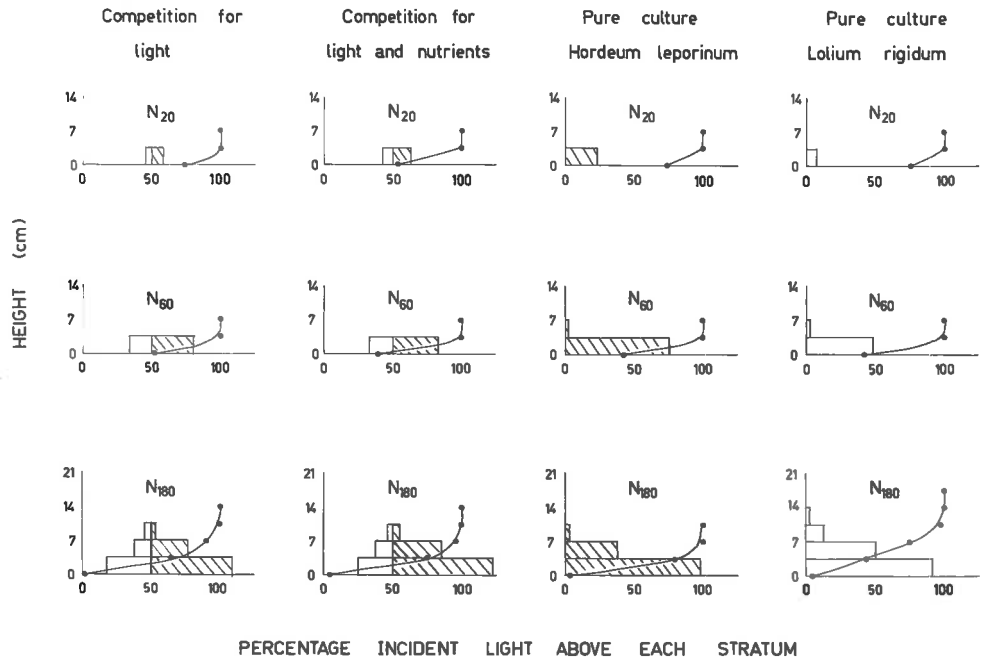 Competition for Competition for Pure culture Pure culture
light light and nutrients Hordeum leporinum Lolium rigidum
14 N20 14 N20 14 N20 14 N20
7 7 7 7
0 0 0 0
0 50 100 0 50 100 0 50 100 0 50 100
HEIGHT (cm)
14 N60 14 N60 14 N60 14 N60
7 7 7 7
0 0 0 0
0 50 100 0 50 100 0 50 100 0 50 100
21 21 21 21
14 N180 14 N180 14 N180 14 N180
7 7 7 7
0 0 0 0
0 50 100 0 50 100 0 50 100 0 50 100
PERCENTAGE INCIDENT LIGHT ABOVE EACH STRATUM